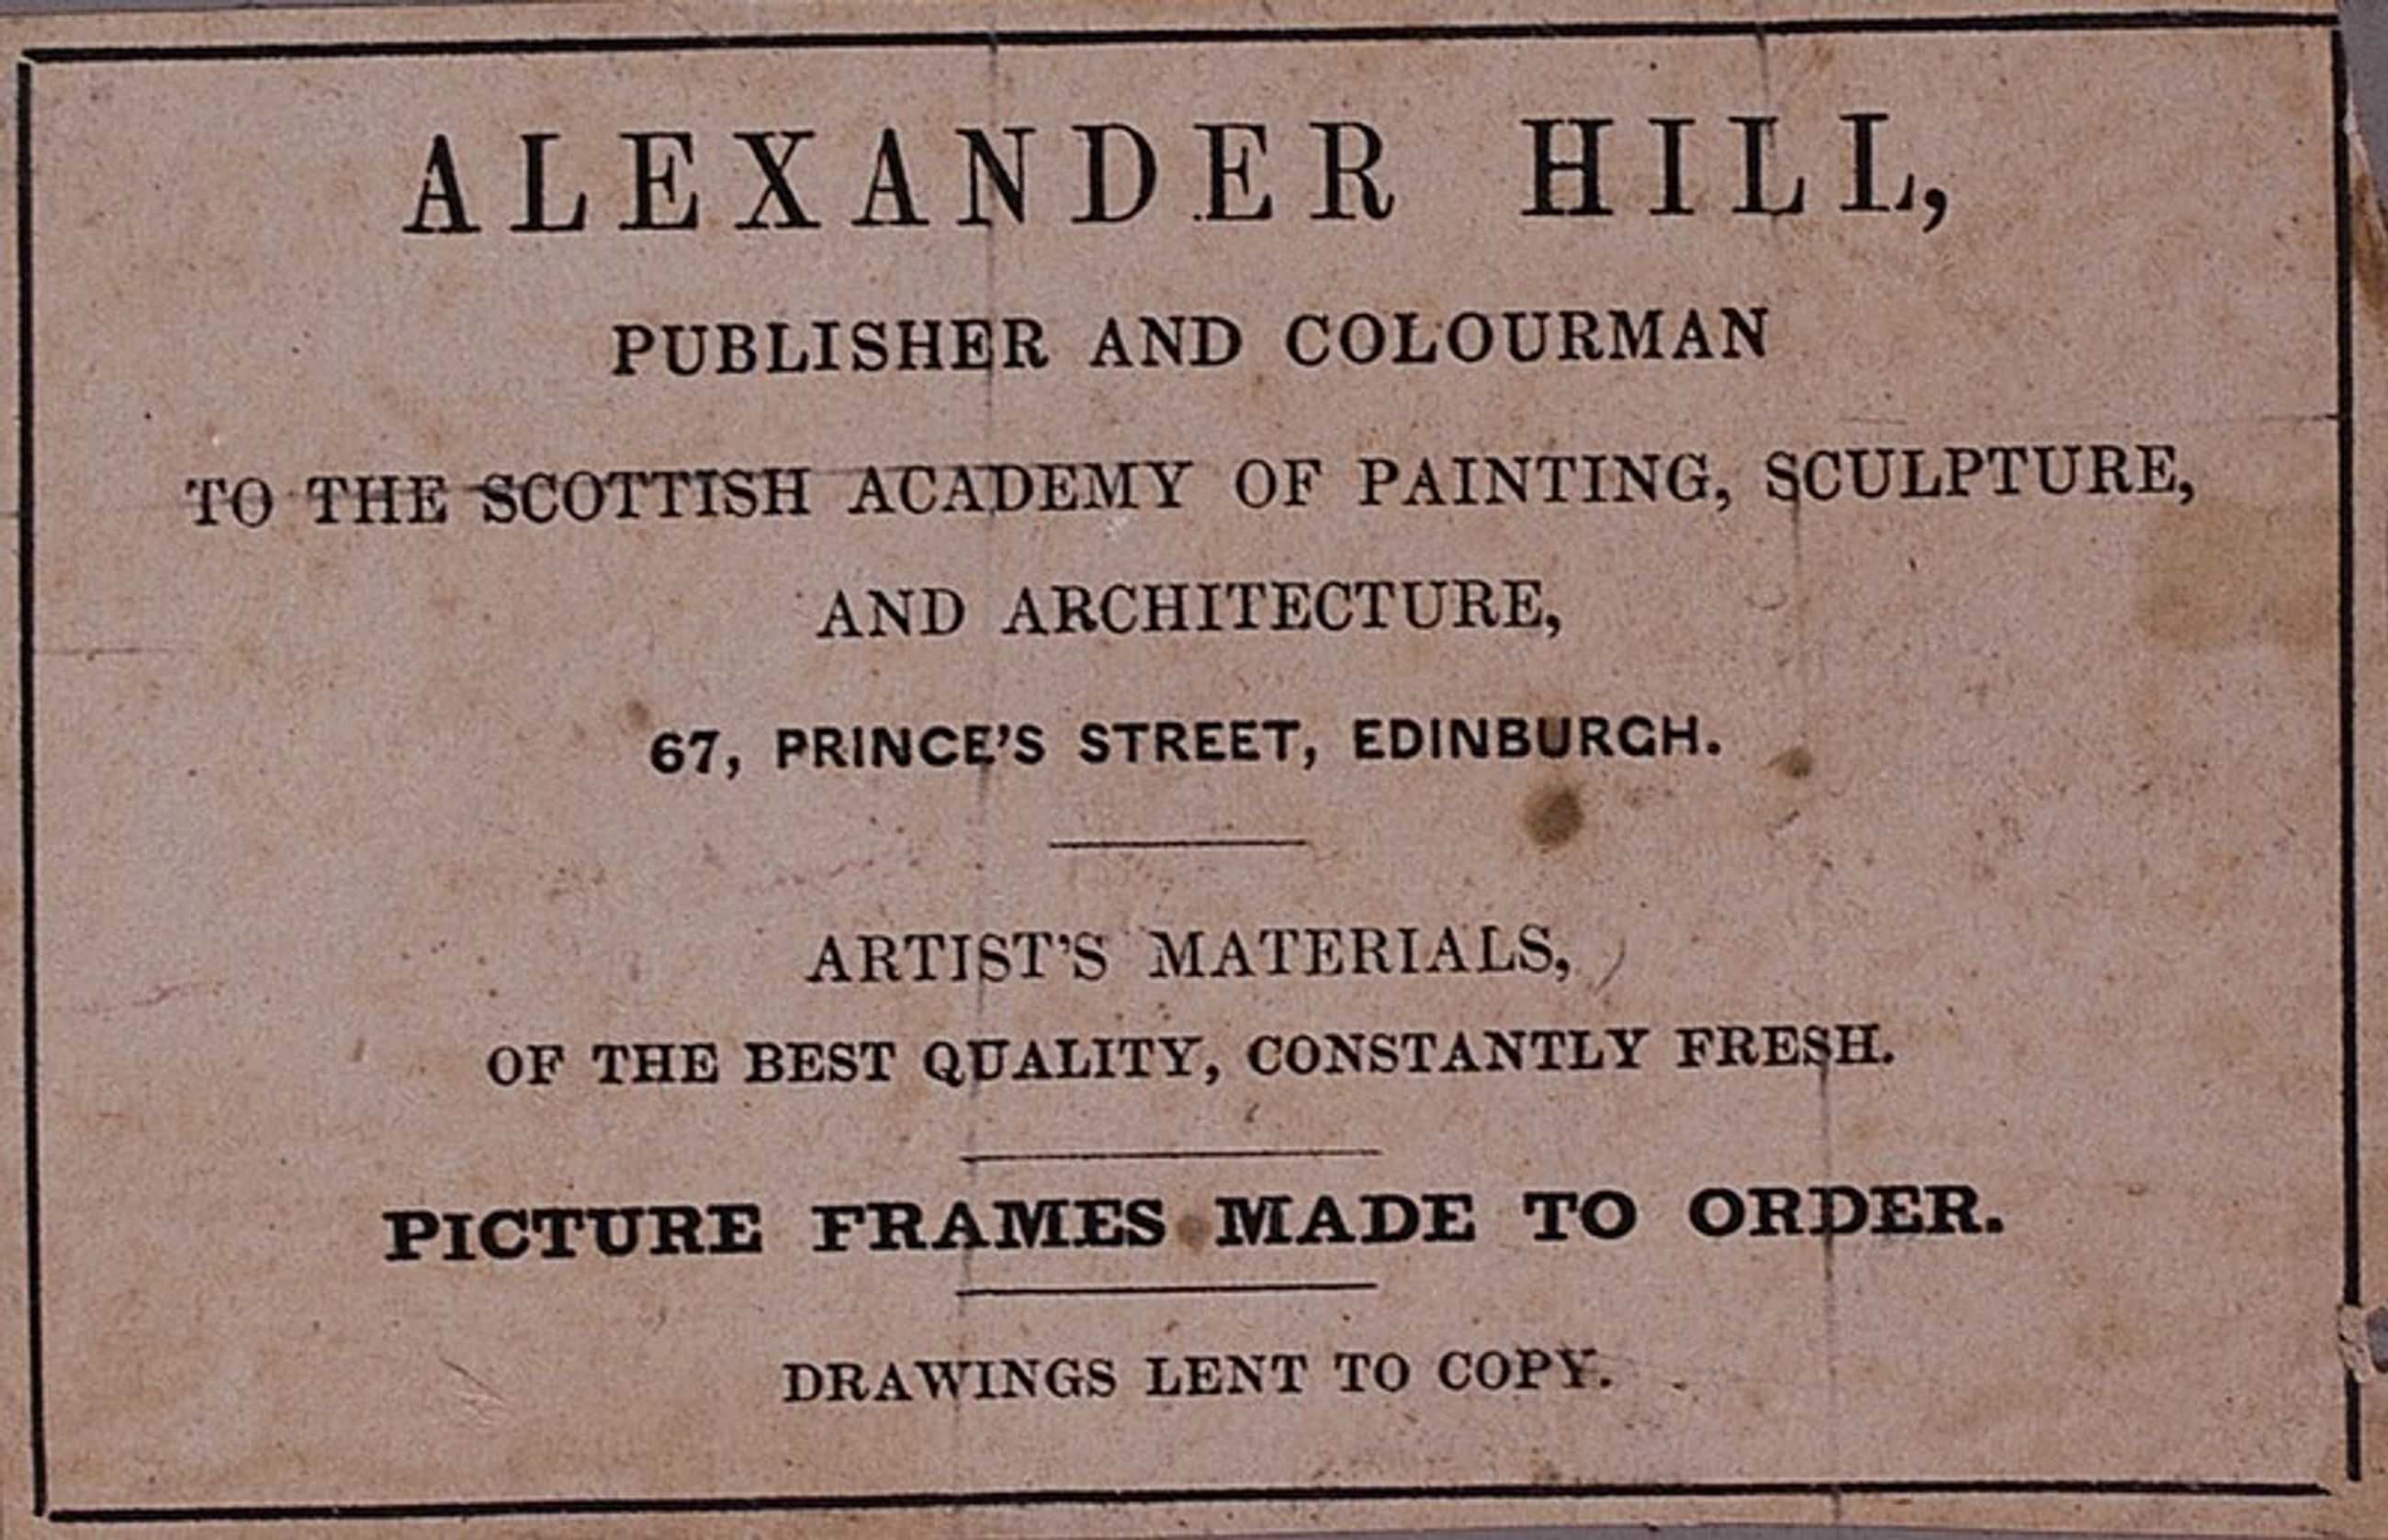 ALEXANDER HILL,
PUBLISHER AND COLOURMAN
TO THE SCOTTISH ACADEMY OF PAINTING, SCULPTURE,
AND ARCHITECTURE,
67, PRINCE'S STREET, EDINBURGH.
ARTIST'S MATERIALS,
OF THE BEST QUALITY, CONSTANTLY FRESH.
PICTURE FRAMES MADE TO ORDER.
DRAWINGS LENT TO COPY.